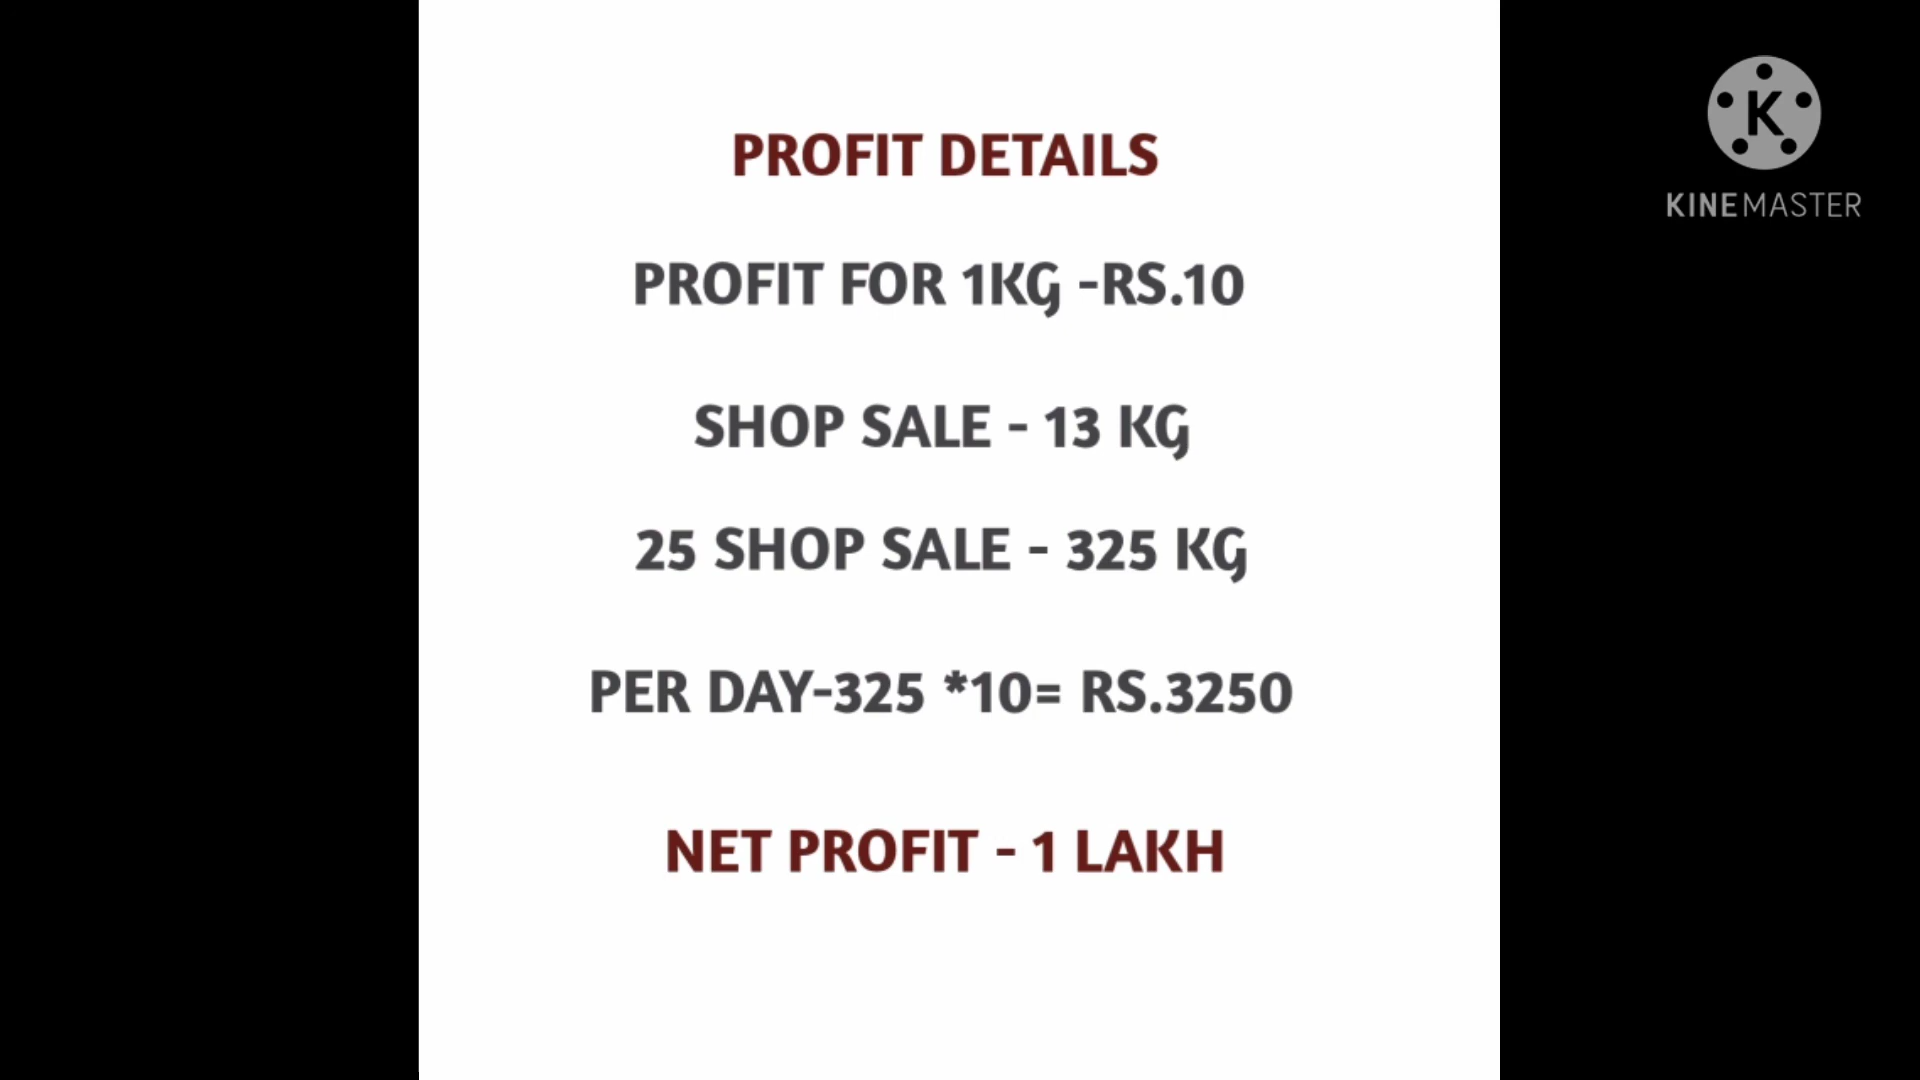 PROFIT DETAILS
PROFIT FOR 1KG -RS.10
SHOP SALE - 13 KG
25 SHOP SALE - 325 KG
PER DAY-325 *10= RS.3250
NET PROFIT - 1 LAKH
K
KINEMASTER